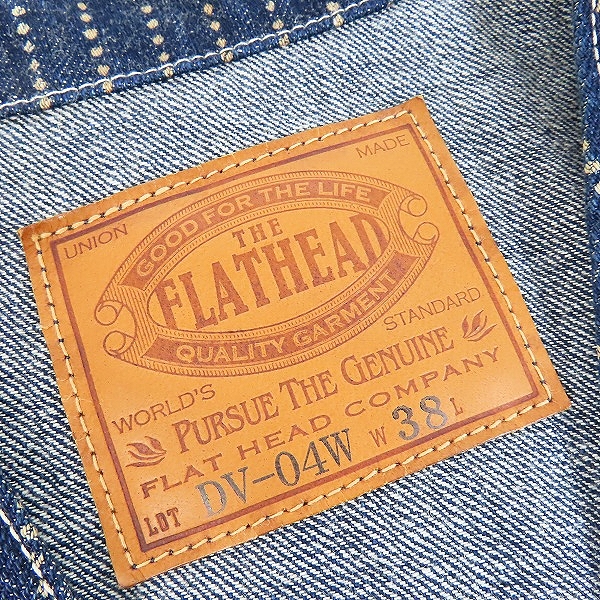 UNION MADE
GOOD FOR THE LIFE
THE
FLATHEAD
QUALITY GARMENT
WORLD'S STANDARD
PURSUE THE GENUINE
FLAT HEAD COMPANY
LOT DV-04W W 38 L